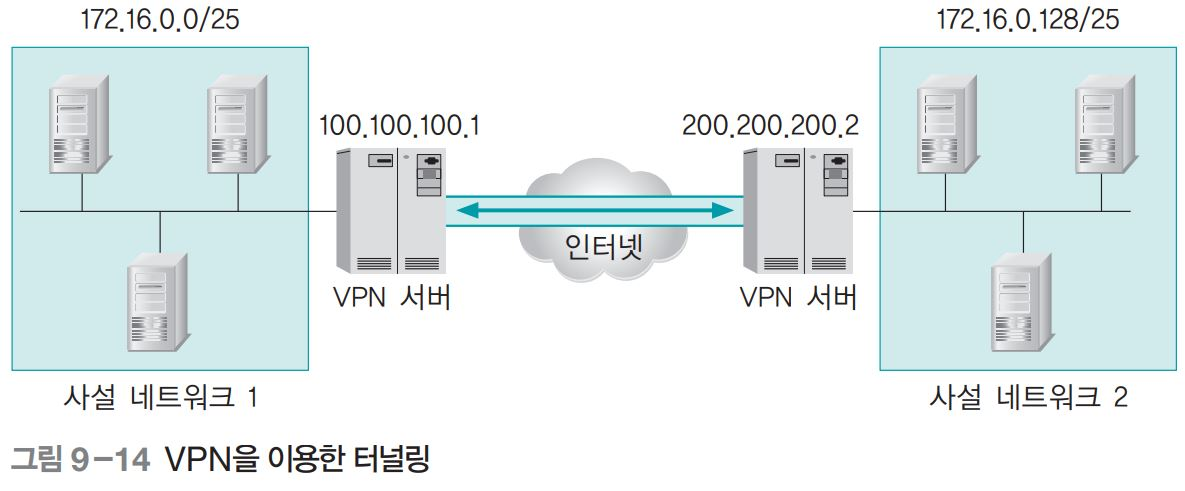 172.16.0.0/25
172.16.0.128/25
100.100.100.1
200.200.200.2
인터넷
VPN 서버
VPN 서버
사설 네트워크 1
사설 네트워크 2
그림 9-14 VPN을 이용한 터널링